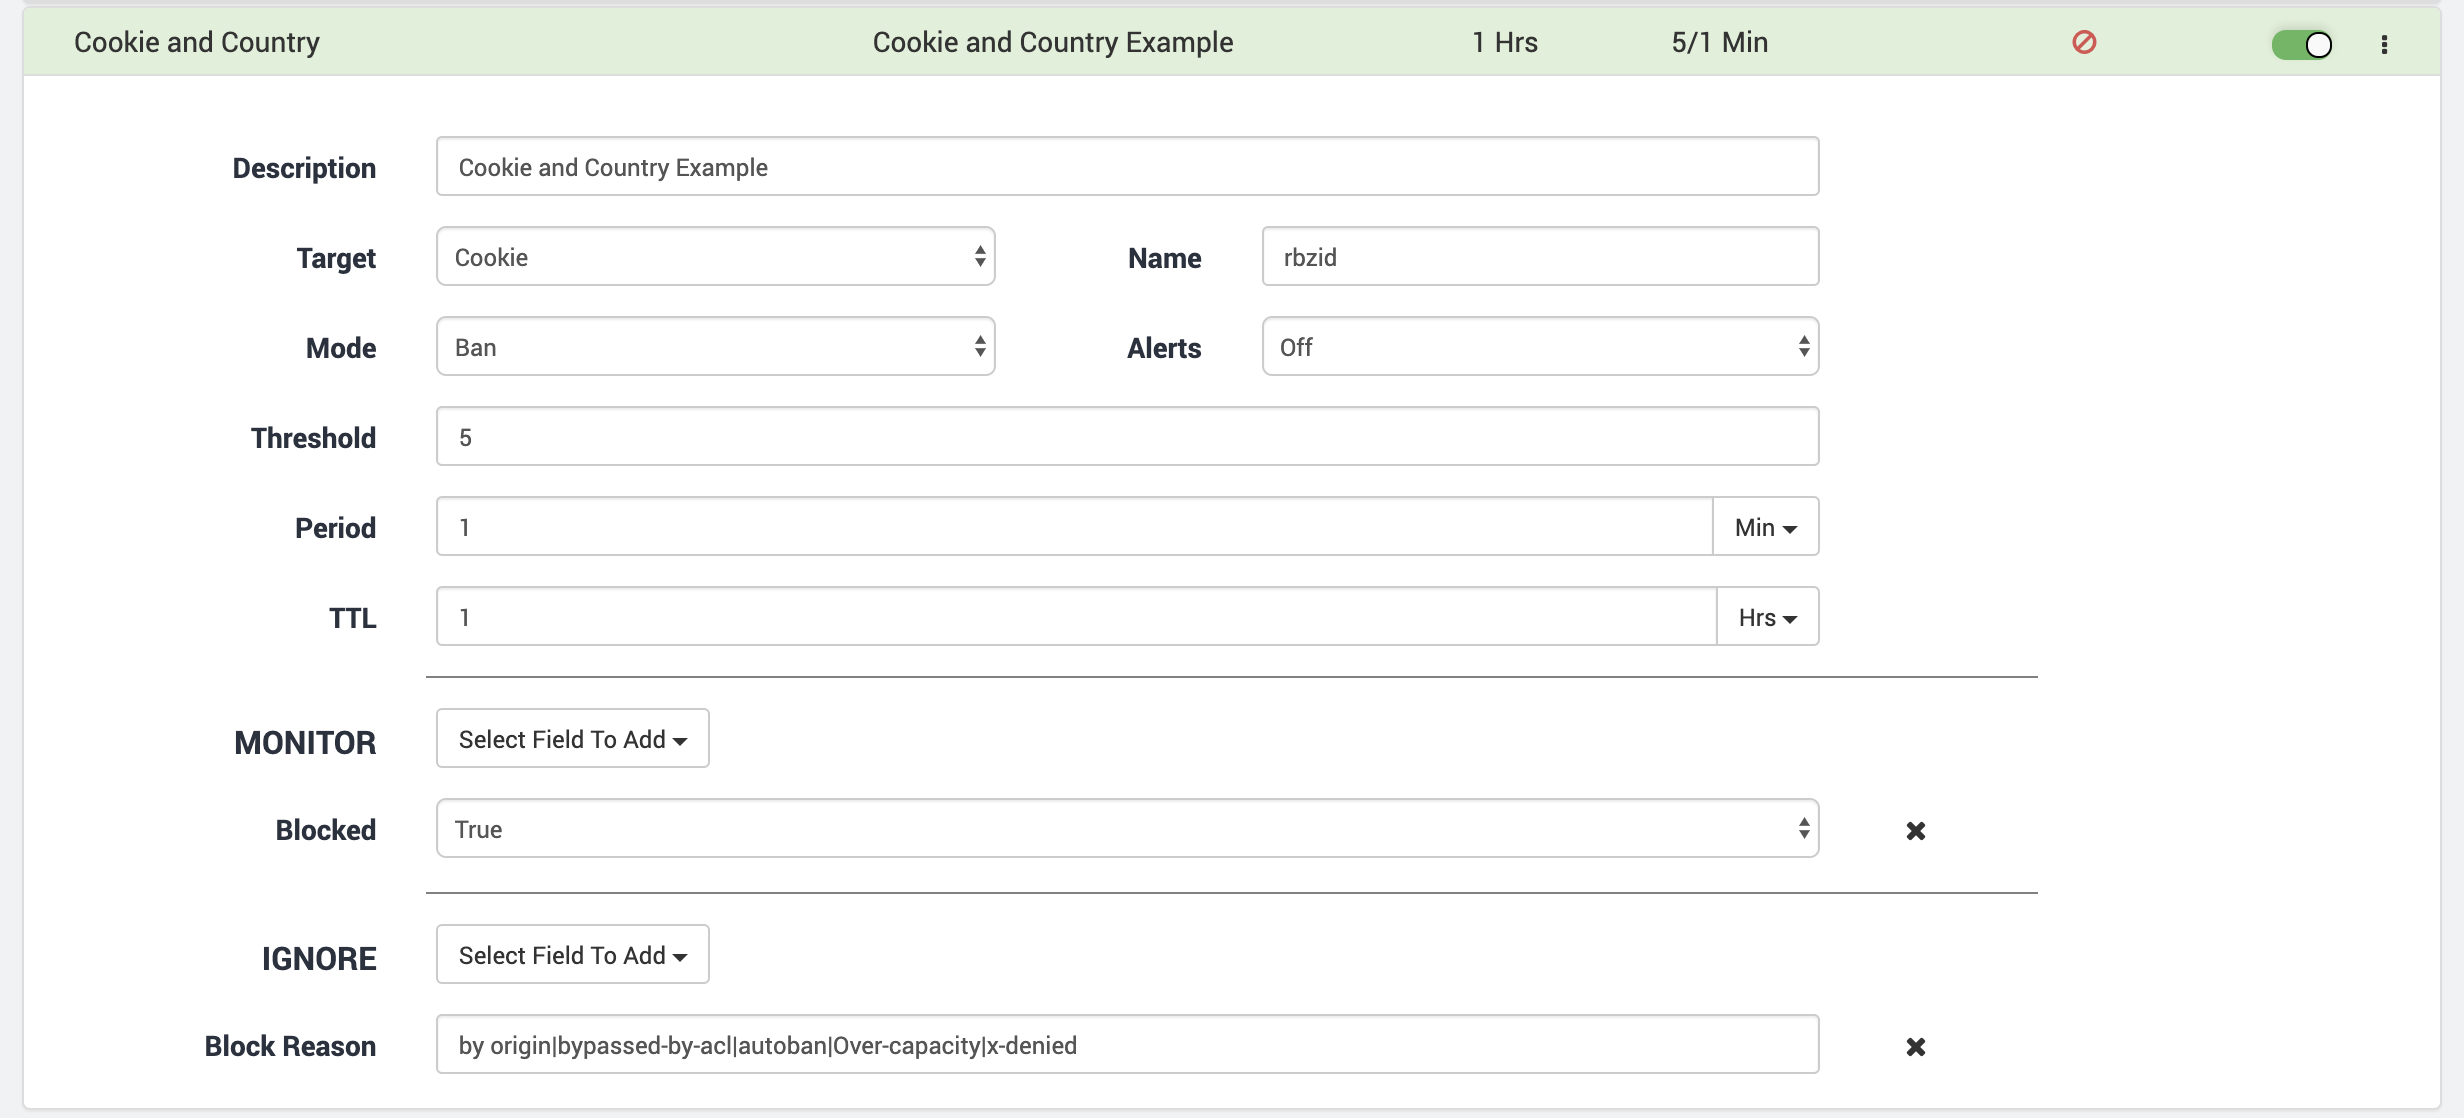 Cookie and Country Cookie and Country Example 1 Hrs 5/1 Min
Description Cookie and Country Example
Target Cookie Name rbzid
Mode Ban Alerts Off
Threshold 5
Period 1 Min
TTL 1 Hrs
MONITOR Select Field To Add
Blocked True
IGNORE Select Field To Add
Block Reason by origin|bypassed-by-acl|autoban|Over-capacity|x-denied